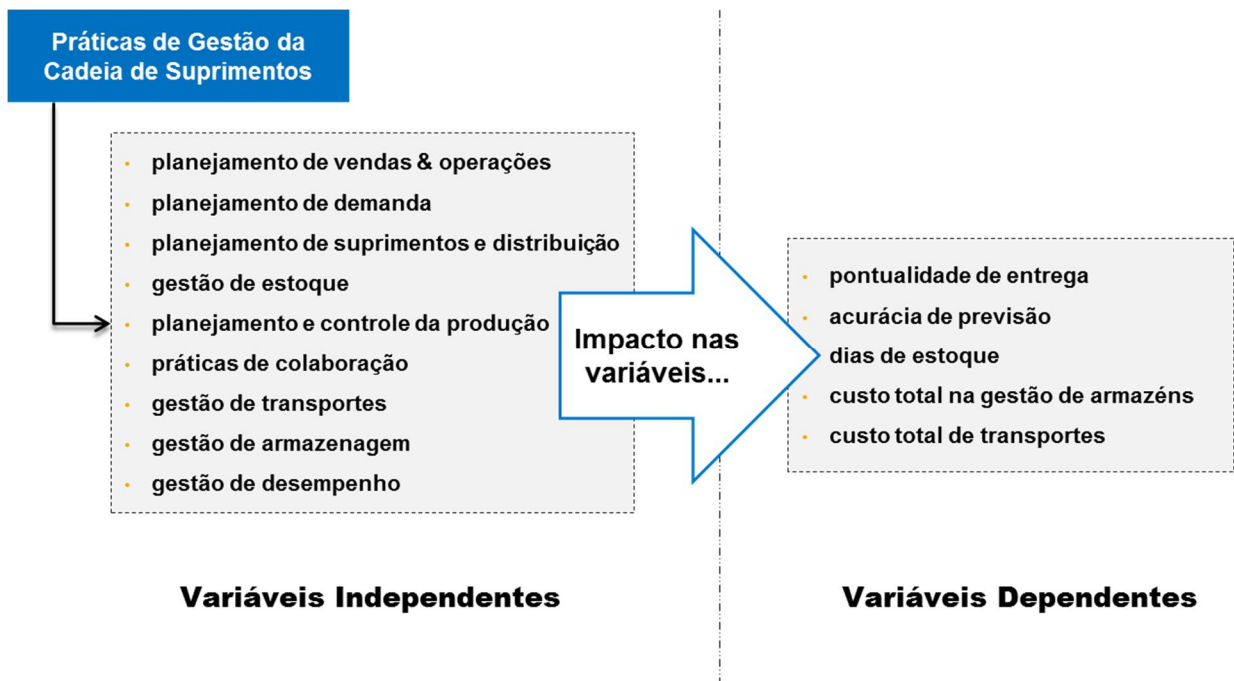 Práticas de Gestão da
Cadeia de Suprimentos
planejamento de vendas & operações
planejamento de demanda
planejamento de suprimentos e distribuição
gestão de estoque
planejamento e controle da produção
práticas de colaboração
gestão de transportes
gestão de armazenagem
gestão de desempenho
Impacto nas
variáveis...
pontualidade de entrega
acurácia de previsão
dias de estoque
custo total na gestão de armazéns
custo total de transportes
Variáveis Independentes
Variáveis Dependentes